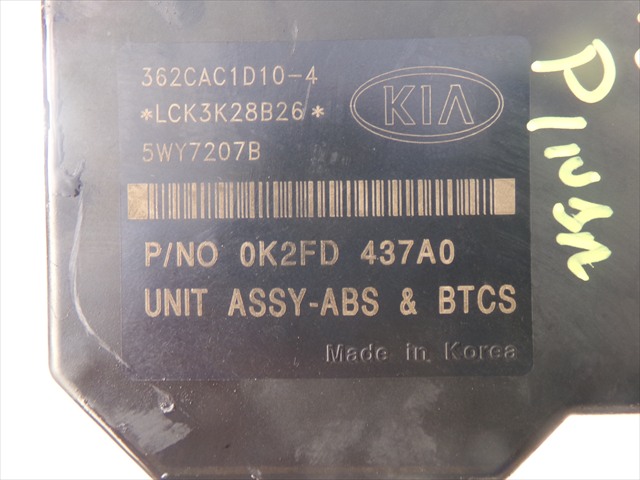 362CAC1D10-4
*LCK3K28B26*
KIA
5WY7207B
P/NO 0K2FD 437A0
UNIT ASSY-ABS & BTCS
Made in Korea